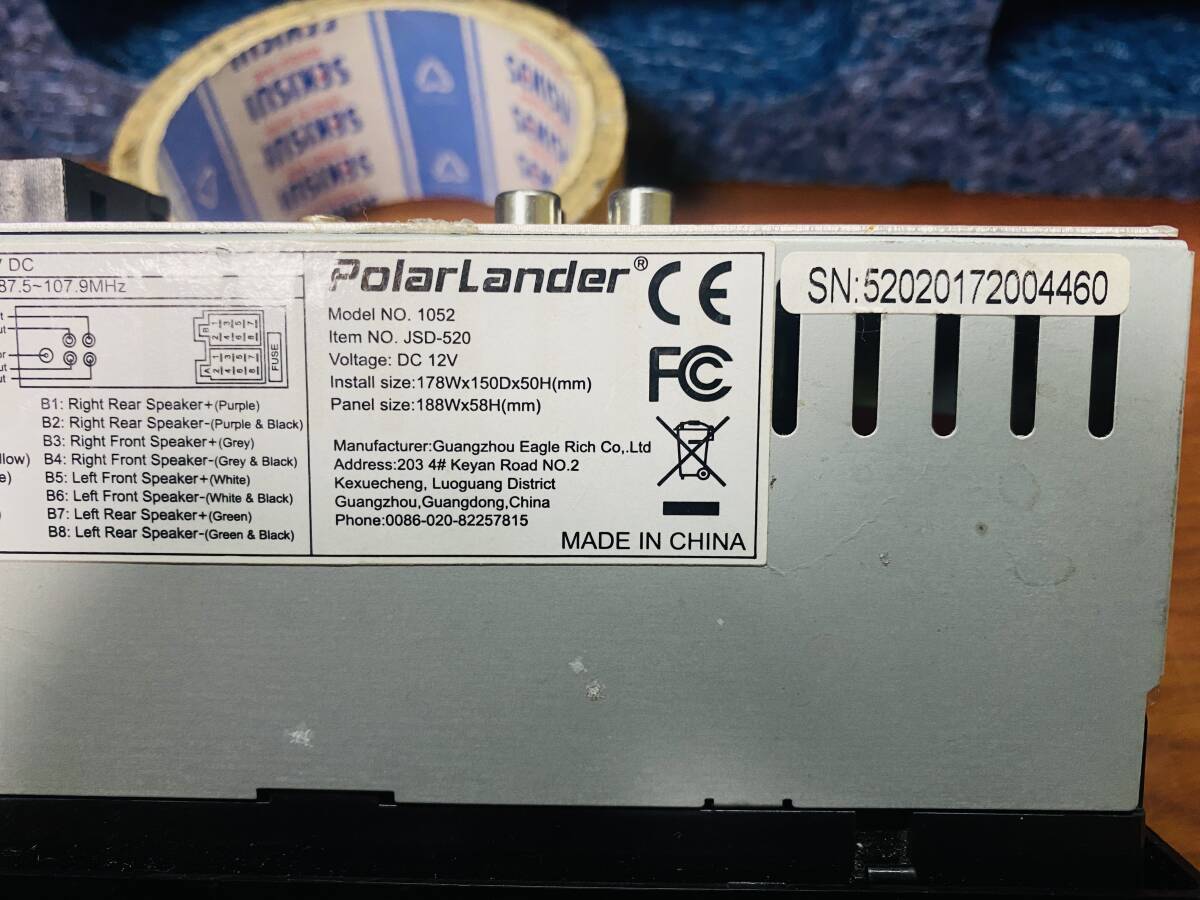 SEKISUI
SEKISUI
SEKISUI
SEKISUI
DC
87.5~107.9MHz
FUSE
B
A
B1: Right Rear Speaker+(Purple)
B2: Right Rear Speaker-(Purple & Black)
B3: Right Front Speaker+(Grey)
B4: Right Front Speaker-(Grey & Black)
B5: Left Front Speaker+(White)
B6: Left Front Speaker-(White & Black)
B7: Left Rear Speaker+(Green)
B8: Left Rear Speaker-(Green & Black)
PolarLander®
Model NO. 1052
Item NO. JSD-520
Voltage: DC 12V
Install size:178Wx150Dx50H(mm)
Panel size:188Wx58H(mm)
Manufacturer:Guangzhou Eagle Rich Co,.Ltd
Address:203 4# Keyan Road NO.2
Kexuecheng, Luoguang District
Guangzhou,Guangdong,China
Phone:0086-020-82257815
MADE IN CHINA
CE
FC
SN:52020172004460